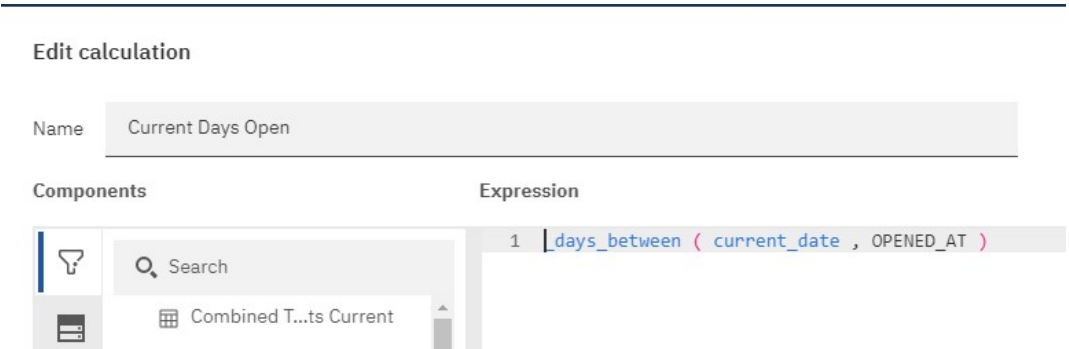 Edit calculation
Name Current Days Open
Components Expression
1 _days_between ( current_date , OPENED_AT )
Search
Combined T...ts Current